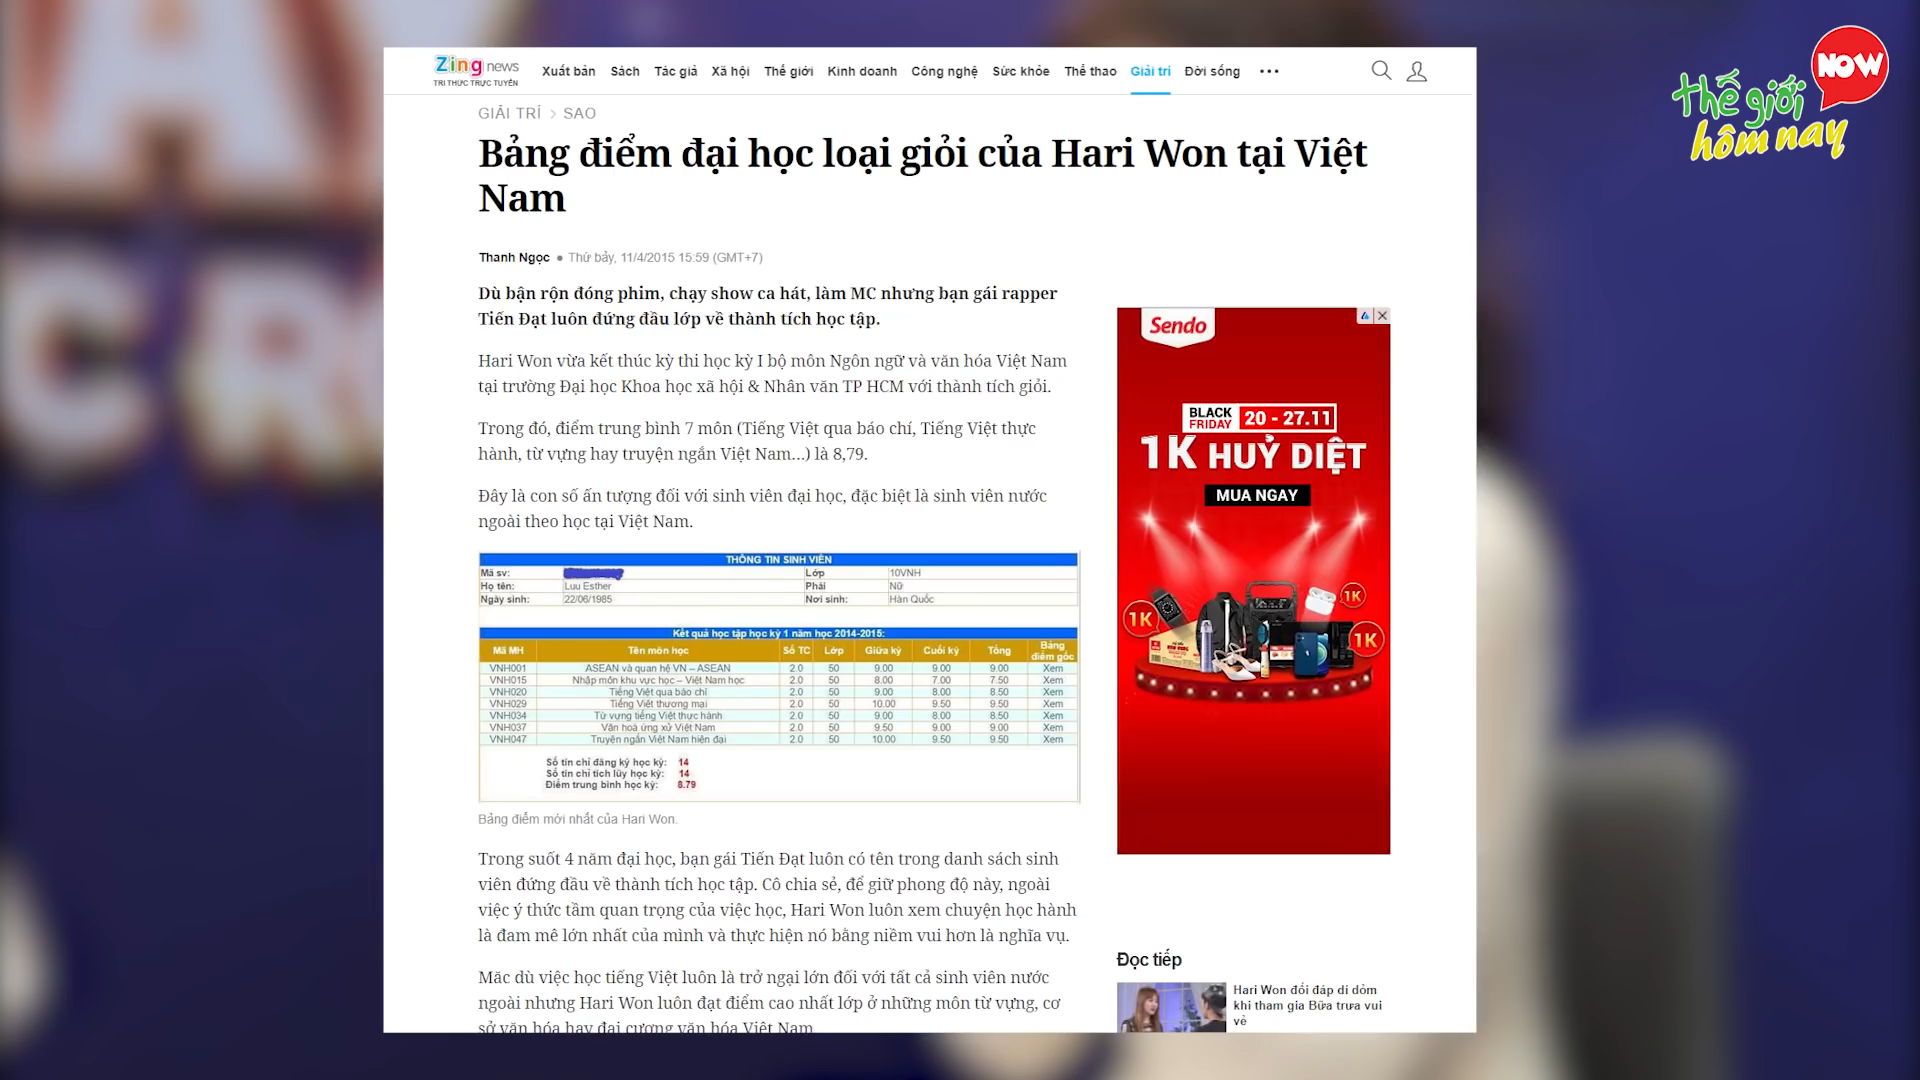 Zing news
TRI THỨC TRỰC TUYẾN
Xuất bản Sách Tác giả Xã hội Thế giới Kinh doanh Công nghệ Sức khỏe Thể thao Giải trí Đời sống •••
NOW
thế giới
hôm nay
GIẢI TRÍ > SAO
Bảng điểm đại học loại giỏi của Hari Won tại Việt
Nam
Thanh Ngọc • Thứ bảy, 11/4/2015 15:59 (GMT+7)
Dù bận rộn đóng phim, chạy show ca hát, làm MC nhưng bạn gái rapper
Tiến Đạt luôn đứng đầu lớp về thành tích học tập.
Hari Won vừa kết thúc kỳ thi học kỳ I bộ môn Ngôn ngữ và văn hóa Việt Nam
tại trường Đại học Khoa học xã hội & Nhân văn TP HCM với thành tích giỏi.
Trong đó, điểm trung bình 7 môn (Tiếng Việt qua báo chí, Tiếng Việt thực
hành, từ vựng hay truyện ngắn Việt Nam...) là 8,79.
Đây là con số ấn tượng đối với sinh viên đại học, đặc biệt là sinh viên nước
ngoài theo học tại Việt Nam.
THÔNG TIN SINH VIÊN
Mã sv: Lớp 10VNH
Họ tên: Luu Esther Phái Nữ
Ngày sinh: 22/06/1985 Nơi sinh: Hàn Quốc
Kết quả học tập học kỳ 1 năm học 2014-2015:
Mã MH Tên môn học Số TC Lớp Giữa kỳ Cuối kỳ Tổng Bảng điểm gốc
VNH001 ASEAN và quan hệ VN – ASEAN 2.0 50 9.00 9.00 9.00 Xem
VNH015 Nhập môn khu vực học – Việt Nam học 2.0 50 8.00 7.00 7.50 Xem
VNH020 Tiếng Việt qua báo chí 2.0 50 9.00 8.00 8.50 Xem
VNH029 Tiếng Việt thương mại 2.0 50 10.00 9.50 9.50 Xem
VNH034 Từ vựng tiếng Việt thực hành 2.0 50 9.00 8.00 8.50 Xem
VNH037 Văn hoá ứng xử Việt Nam 2.0 50 9.50 9.00 9.00 Xem
VNH047 Truyện ngắn Việt Nam hiện đại 2.0 50 10.00 9.50 9.50 Xem
Số tín chỉ đăng ký học kỳ: 14
Số tín chỉ tích lũy học kỳ: 14
Điểm trung bình học kỳ: 8.79
Bảng điểm mới nhất của Hari Won.
Trong suốt 4 năm đại học, bạn gái Tiến Đạt luôn có tên trong danh sách sinh
viên đứng đầu về thành tích học tập. Cô chia sẻ, để giữ phong độ này, ngoài
việc ý thức tầm quan trọng của việc học, Hari Won luôn xem chuyện học hành
là đam mê lớn nhất của mình và thực hiện nó bằng niềm vui hơn là nghĩa vụ.
Mặc dù việc học tiếng Việt luôn là trở ngại lớn đối với tất cả sinh viên nước
ngoài nhưng Hari Won luôn đạt điểm cao nhất lớp ở những môn từ vựng, cơ
sở văn hóa hay đại cương văn hóa Việt Nam
Sendo
BLACK FRIDAY 20 - 27.11
1K HUỶ DIỆT
MUA NGAY
1K
1K
1K
Đọc tiếp
Hari Won đối đáp dí dỏm
khi tham gia Bữa trưa vui
vẻ